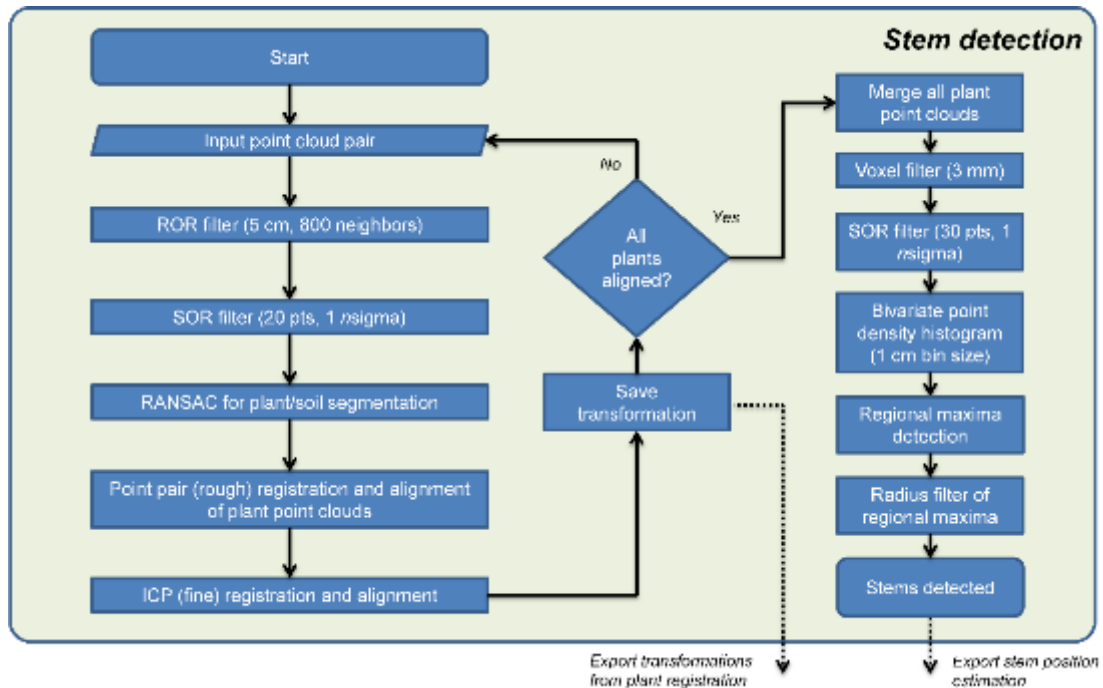 Stem detection
Start
Input point cloud pair
ROR filter (5 cm, 800 neighbors)
SOR filter (20 pts, 1 nsigma)
RANSAC for plant/soil segmentation
Point pair (rough) registration and alignment
of plant point clouds
ICP (fine) registration and alignment
Save
transformation
All
plants
aligned?
No
Yes
Merge all plant
point clouds
Voxel filter (3 mm)
SOR filter (30 pts, 1
nsigma)
Bivariate point
density histogram
(1 cm bin size)
Regional maxima
detection
Radius filter of
regional maxima
Stems detected
Export transformations
from plant registration
Export stem position
estimation